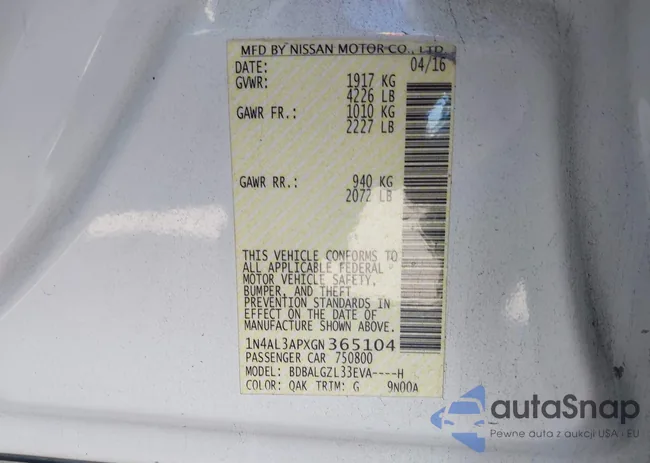 MFD BY NISSAN MOTOR CO., LTD
DATE: 04/16
GVWR: 1917 KG
4226 LB
GAWR FR.: 1010 KG
2227 LB
GAWR RR.: 940 KG
2072 LB
THIS VEHICLE CONFORMS TO
ALL APPLICABLE FEDERAL
MOTOR VEHICLE SAFETY,
BUMPER, AND THEFT
PREVENTION STANDARDS IN
EFFECT ON THE DATE OF
MANUFACTURE SHOWN ABOVE.
1N4AL3APXGN365104
PASSENGER CAR 750800
MODEL: BDBALGZL33EVA----H
COLOR: QAK TRIM: G 9N00A
autaSnap
Pewne auta z aukcji USA i EU